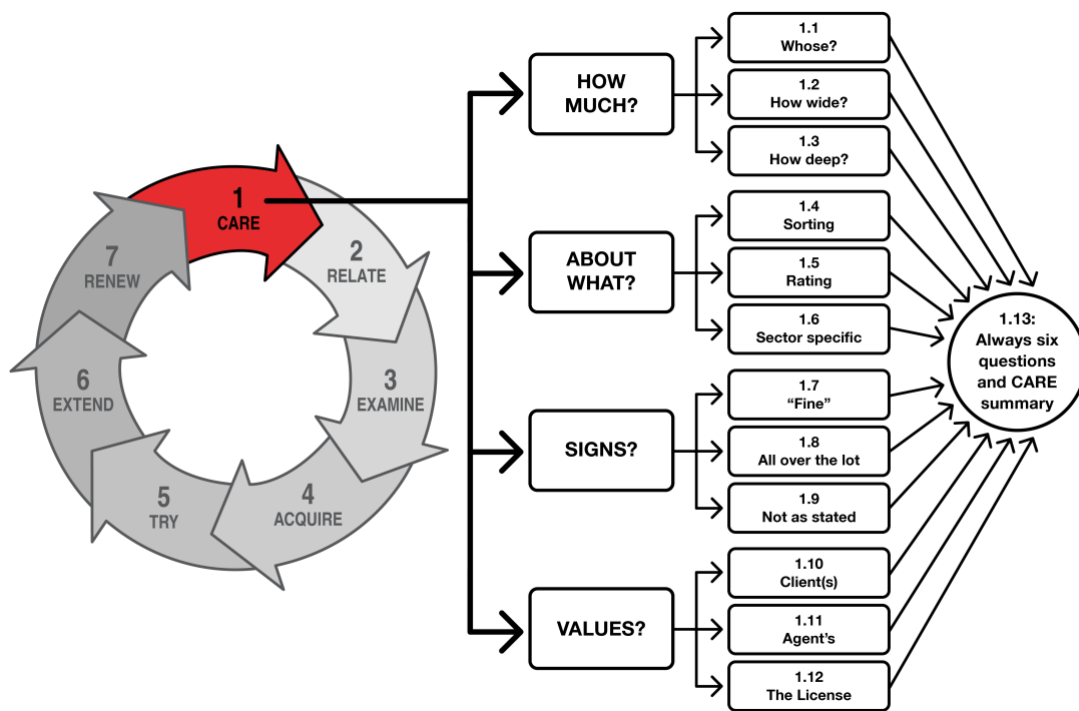 1
CARE
2
RELATE
3
EXAMINE
4
ACQUIRE
5
TRY
6
EXTEND
7
RENEW
HOW
MUCH?
1.1
Whose?
1.2
How wide?
1.3
How deep?
ABOUT
WHAT?
1.4
Sorting
1.5
Rating
1.6
Sector specific
SIGNS?
1.7
“Fine”
1.8
All over the lot
1.9
Not as stated
VALUES?
1.10
Client(s)
1.11
Agent’s
1.12
The License
1.13:
Always six
questions
and CARE
summary